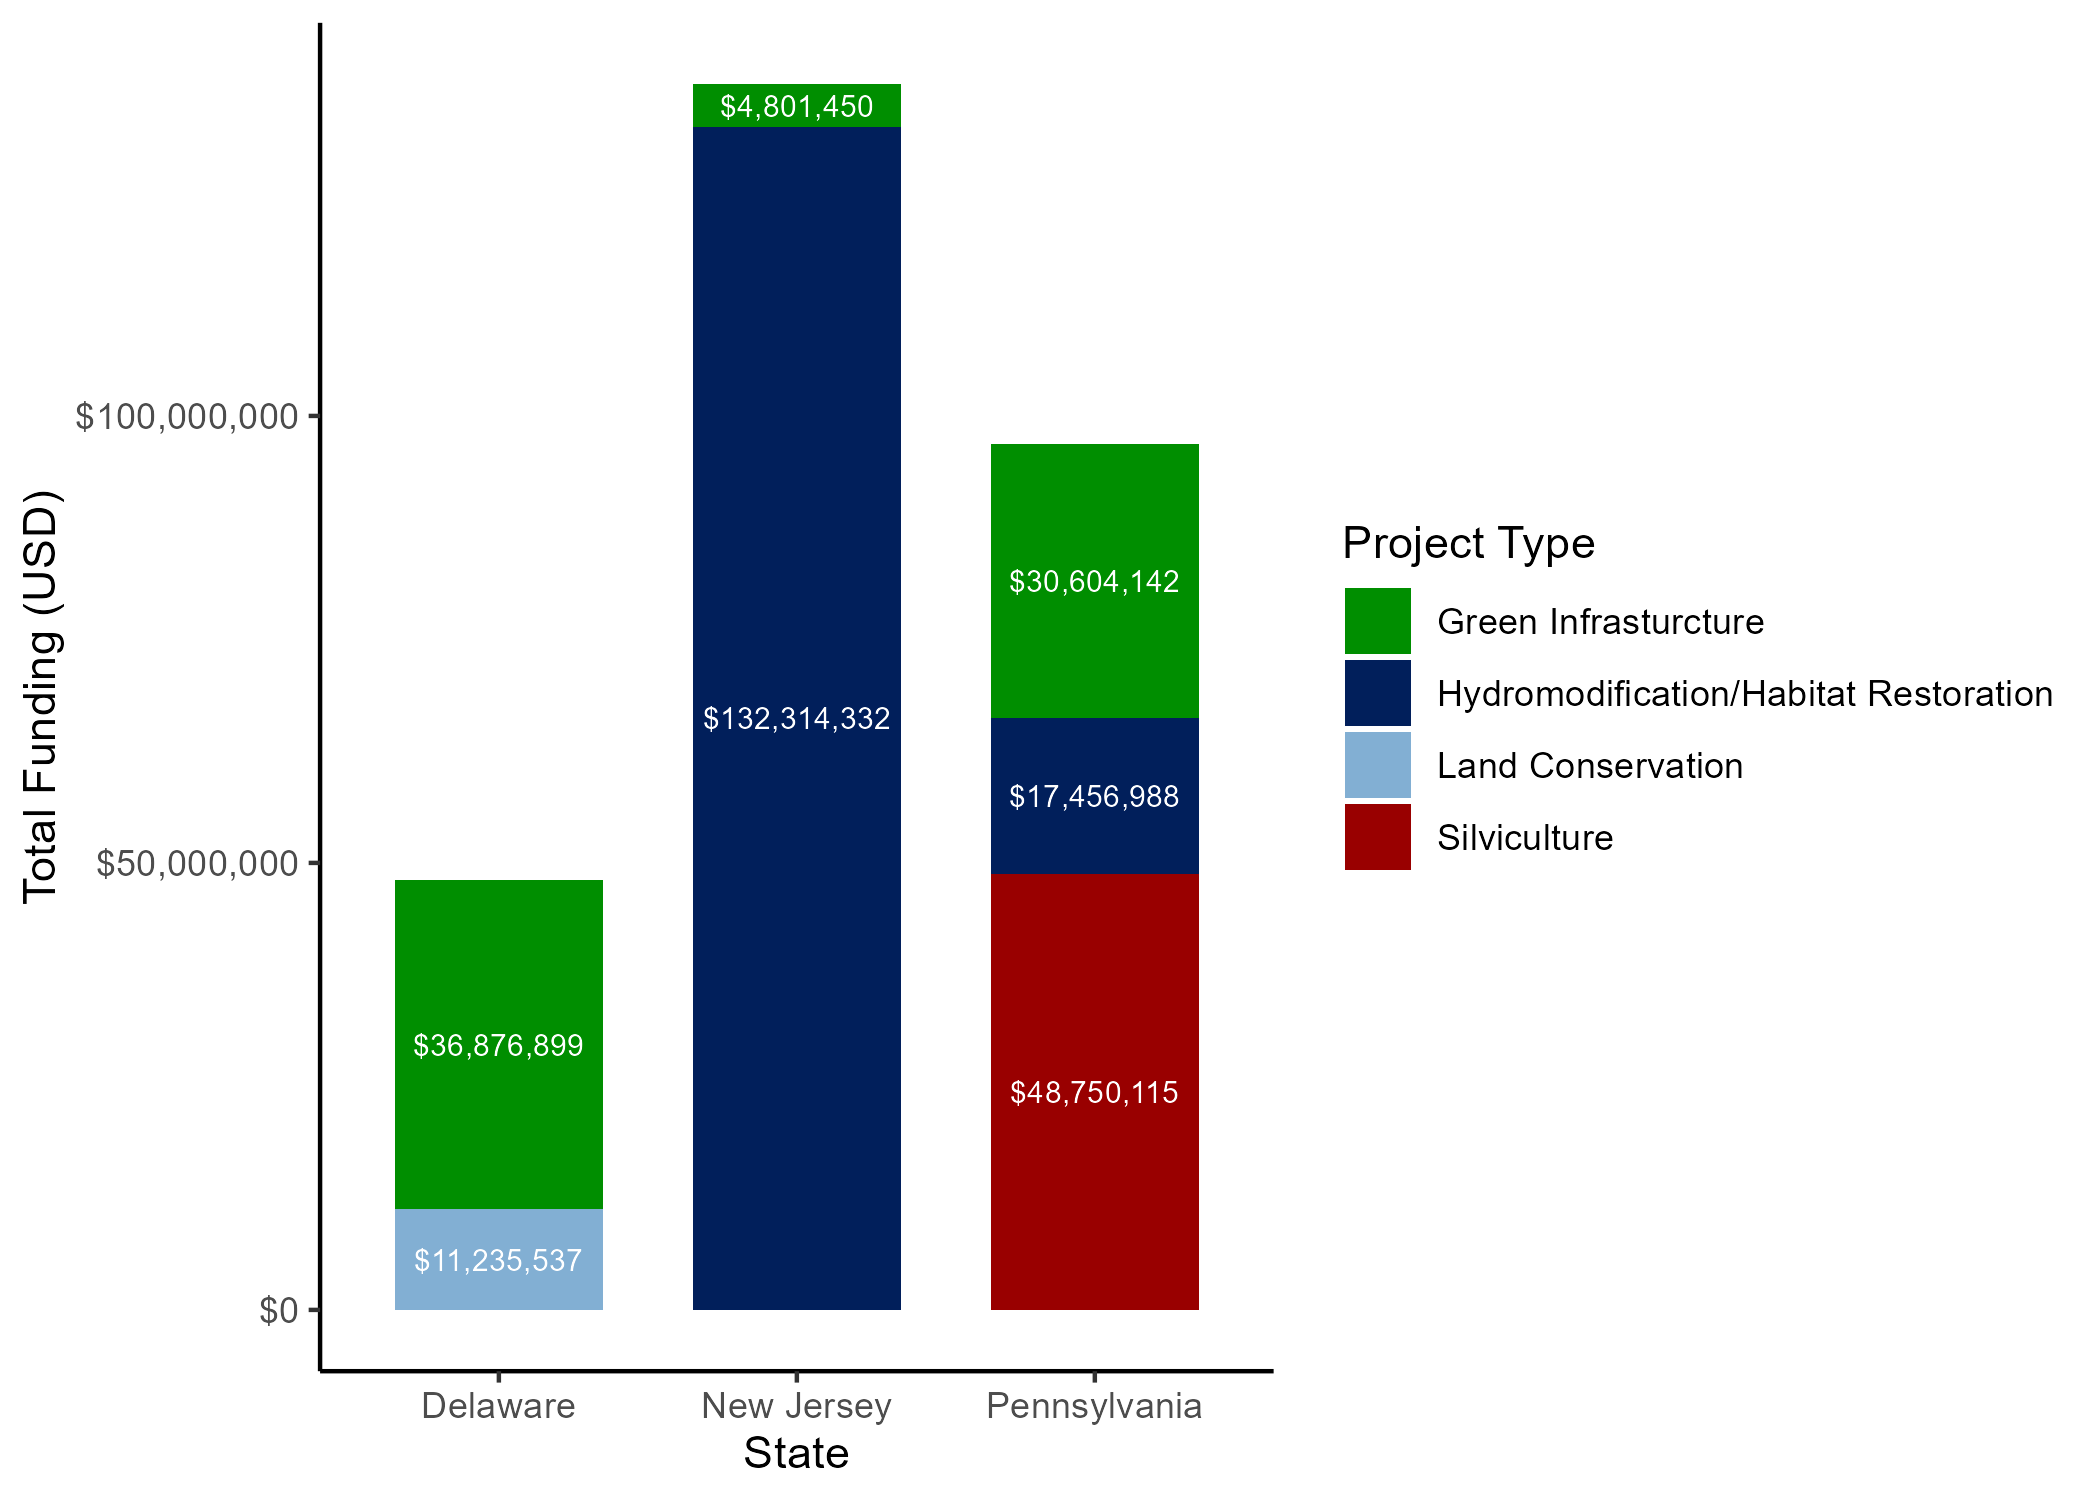 Total Funding (USD)
$100,000,000
$50,000,000
$0
$4,801,450
$132,314,332
$30,604,142
$17,456,988
$48,750,115
$36,876,899
$11,235,537
Delaware
New Jersey
Pennsylvania
State
Project Type
Green Infrasturcture
Hydromodification/Habitat Restoration
Land Conservation
Silviculture